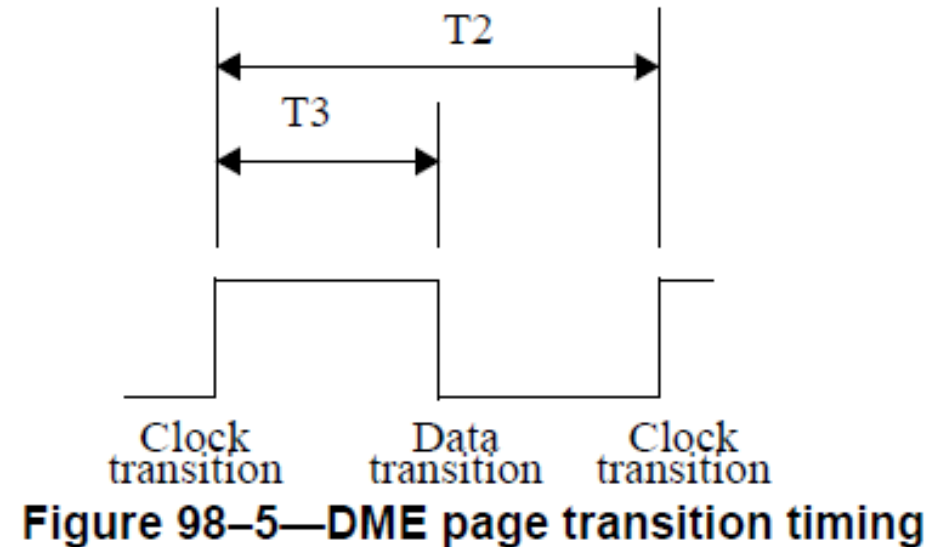 T2
T3
Clock Data Clock
transition transition transition
Figure 98–5—DME page transition timing